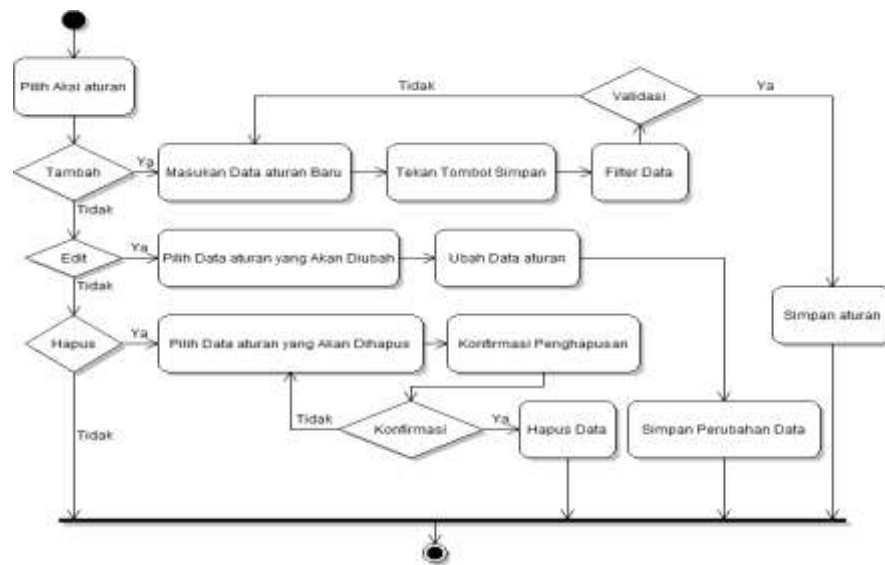 Pilih Aksi aturan
Tidak
Validasi
Ya
Tambah
Ya
Masukan Data aturan Baru
Tekan Tombol Simpan
Filter Data
Tidak
Edit
Ya
Pilih Data aturan yang Akan Diubah
Ubah Data aturan
Tidak
Simpan aturan
Hapus
Ya
Pilih Data aturan yang Akan Dihapus
Konfirmasi Penghapusan
Tidak
Tidak
Konfirmasi
Ya
Hapus Data
Simpan Perubahan Data